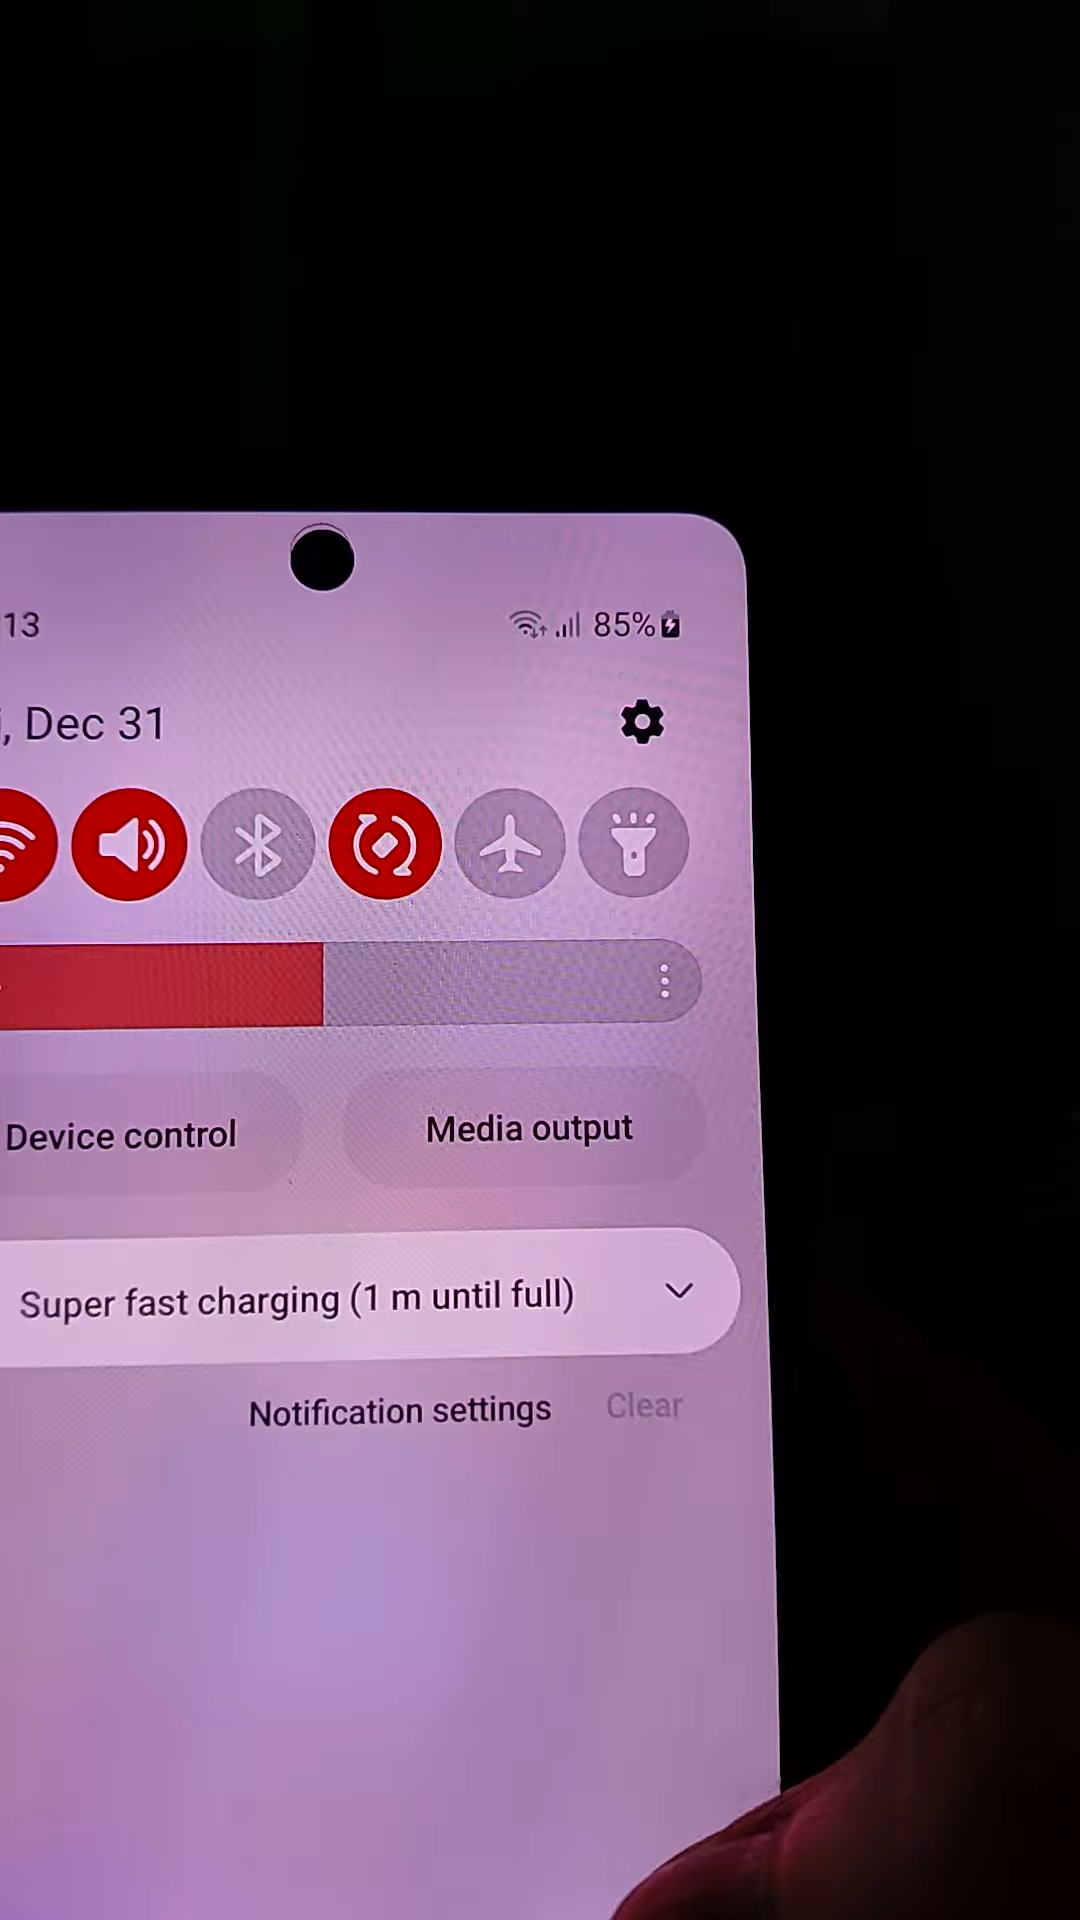 13 85%
, Dec 31
Device control Media output
Super fast charging (1 m until full)
Notification settings Clear